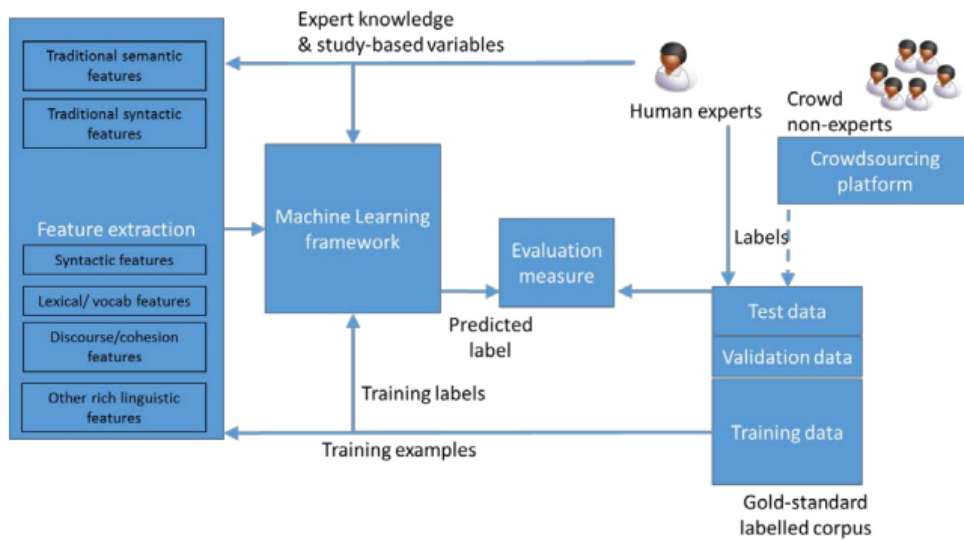 Expert knowledge
& study-based variables
Traditional semantic
features
Traditional syntactic
features
Feature extraction
Syntactic features
Lexical/ vocab features
Discourse/cohesion
features
Other rich linguistic
features
Machine Learning
framework
Evaluation
measure
Predicted
label
Training labels
Training examples
Human experts
Crowd
non-experts
Crowdsourcing
platform
Labels
Test data
Validation data
Training data
Gold-standard
labelled corpus